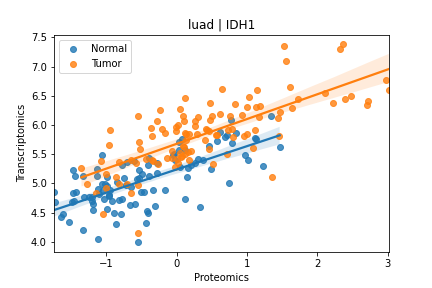 luad | IDH1
7.5
7.0
6.5
6.0
5.5
5.0
4.5
4.0
Transcriptomics
Normal
Tumor
−1 0 1 2 3
Proteomics